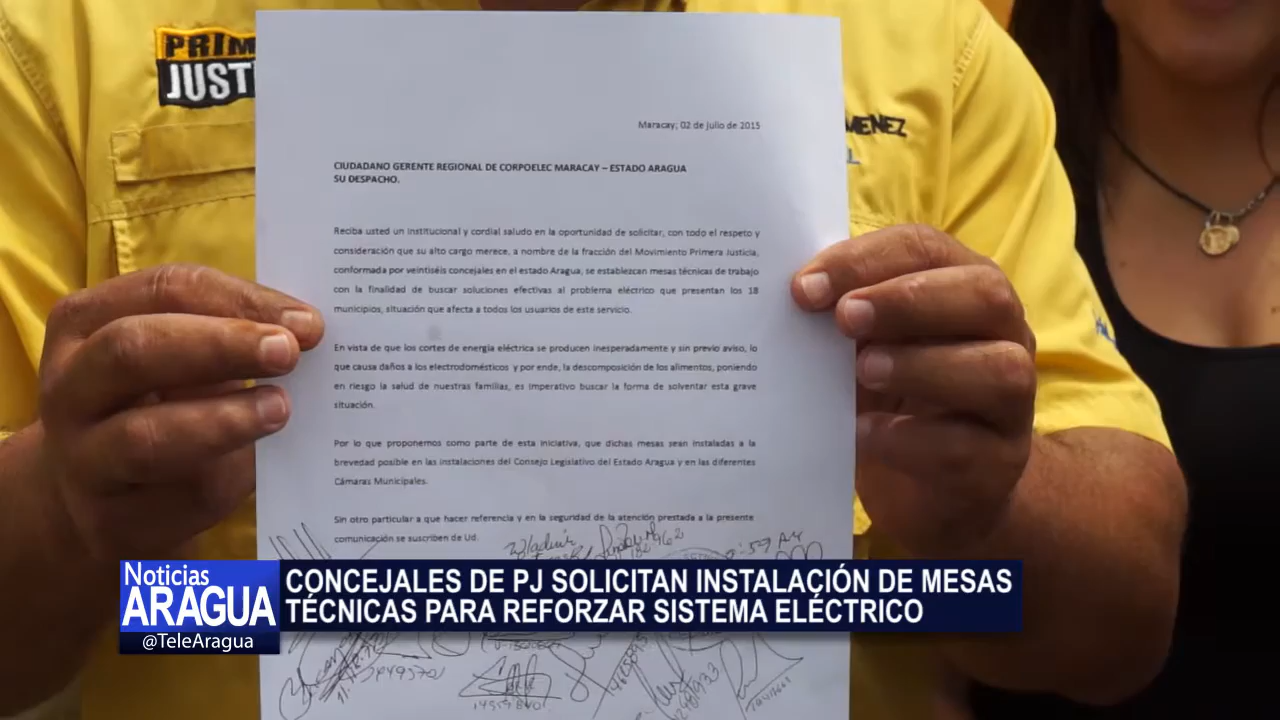 PRIM
JUST
MENEZ
Maracay; 02 de julio de 2015
CIUDADANO GERENTE REGIONAL DE CORPOELEC MARACAY – ESTADO ARAGUA
SU DESPACHO.
Reciba usted un institucional y cordial saludo en la oportunidad de solicitar, con todo el respeto y
consideración que su alto cargo merece, a nombre de la fracción del Movimiento Primera Justicia,
conformada por veintiséis concejales en el estado Aragua, se establezcan mesas técnicas de trabajo
con la finalidad de buscar soluciones efectivas al problema eléctrico que presentan los 18
municipios, situación que afecta a todos los usuarios de este servicio.
En vista de que los cortes de energía eléctrica se producen inesperadamente y sin previo aviso, lo
que causa daños a los electrodomésticos y por ende, la descomposición de los alimentos, poniendo
en riesgo la salud de nuestras familias, es imperativo buscar la forma de solventar esta grave
situación.
Por lo que proponemos como parte de esta iniciativa, que dichas mesas sean instaladas a la
brevedad posible en las instalaciones del Consejo Legislativo del Estado Aragua y en las diferentes
Cámaras Municipales.
Sin otro particular a que hacer referencia y en la seguridad de la atención prestada a la presente
comunicación se suscriben de Ud.
Noticias
ARAGUA
@TeleAragua
CONCEJALES DE PJ SOLICITAN INSTALACIÓN DE MESAS
TÉCNICAS PARA REFORZAR SISTEMA ELÉCTRICO